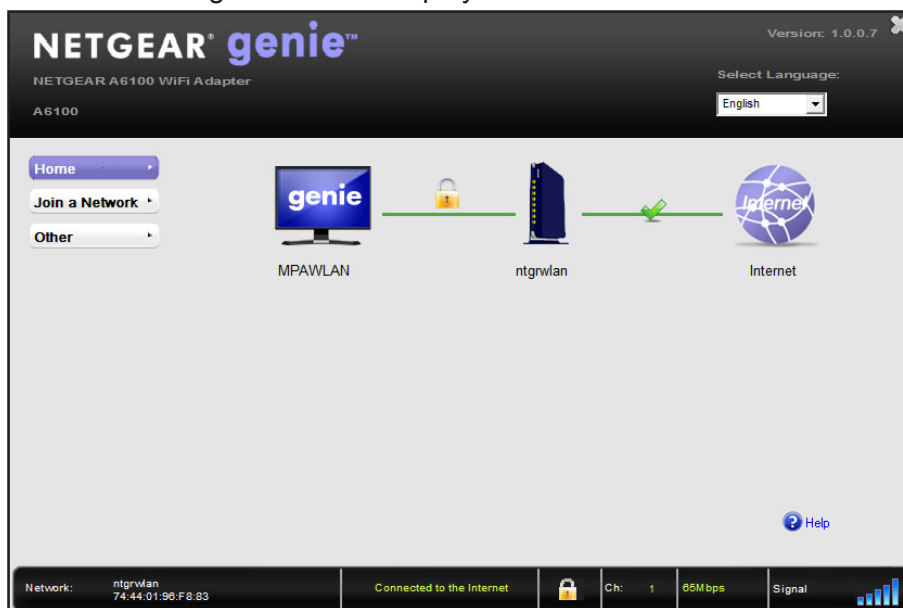 NETGEAR® genie™
Version: 1.0.0.7
NETGEAR A6100 WiFi Adapter
Select Language:
A6100
English
Home
Join a Network
Other
genie
Internet
MPAWLAN
ntgrwlan
Internet
Help
Network: ntgrwlan
74:44:01:96:F8:83
Connected to the Internet
Ch: 1
65Mbps
Signal